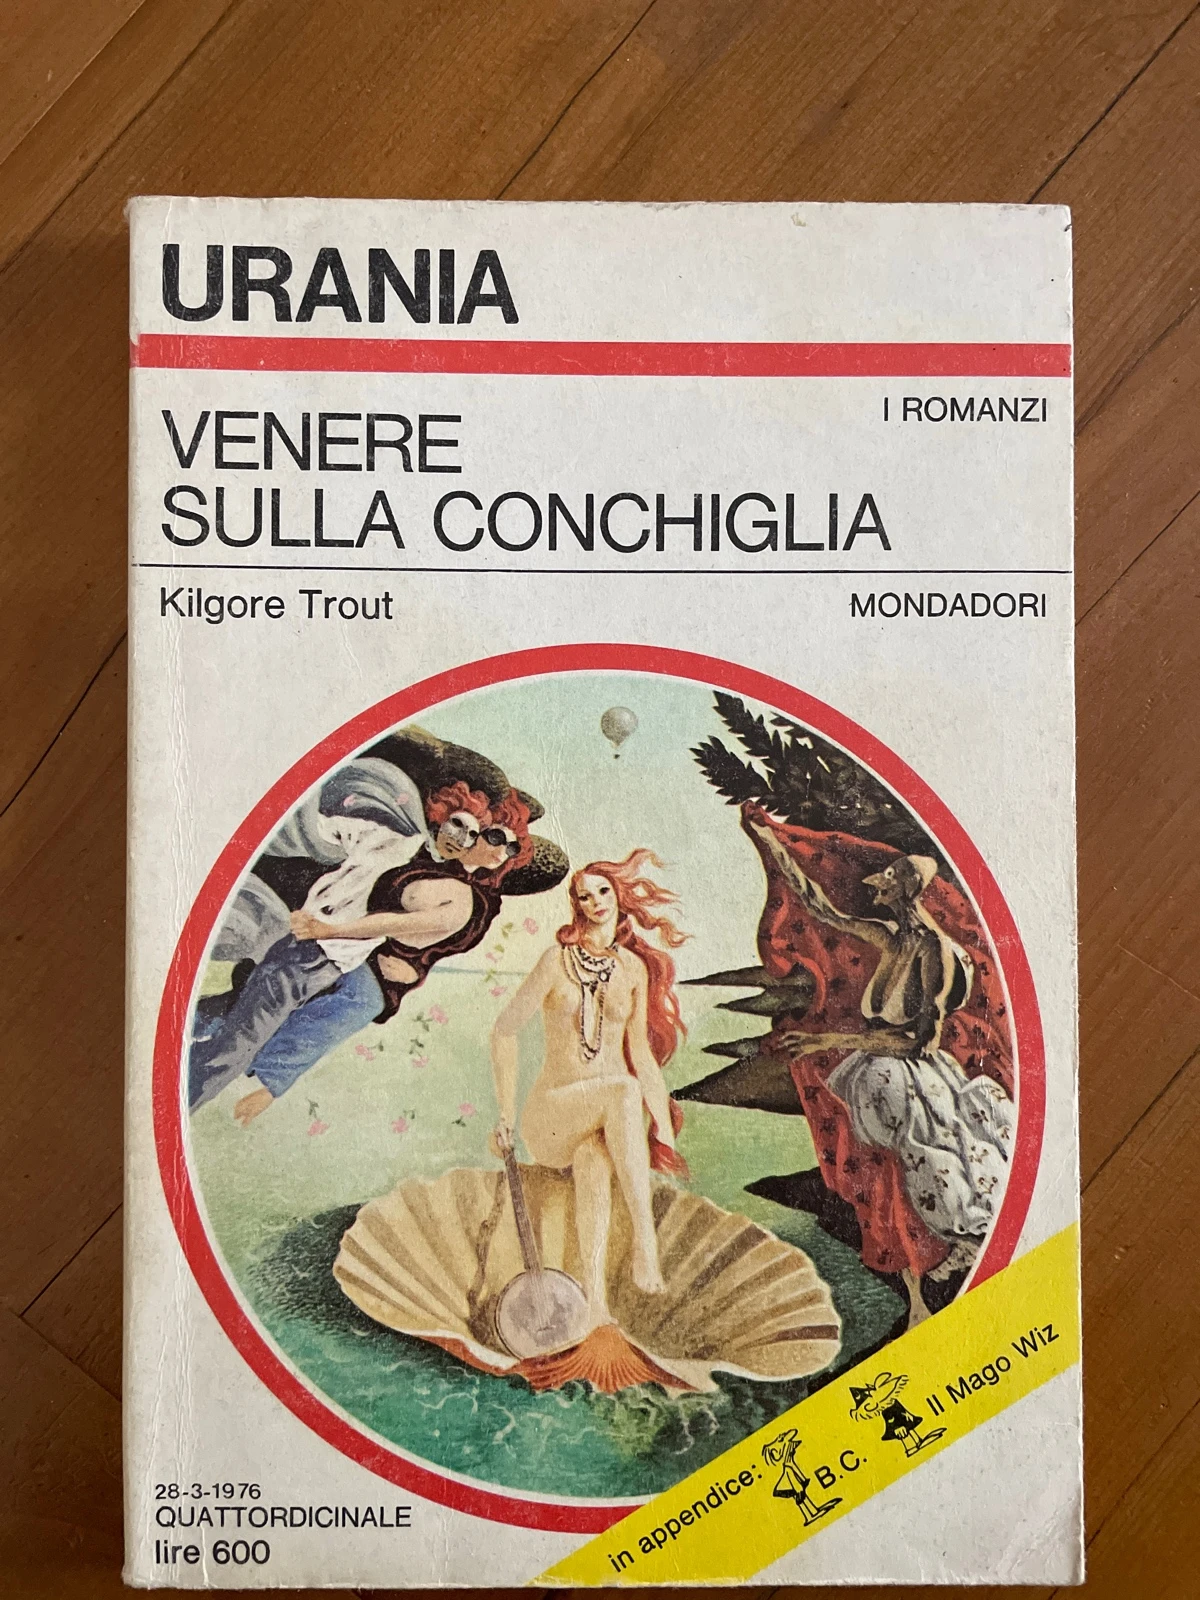 URANIA
I ROMANZI
VENERE
SULLA CONCHIGLIA
Kilgore Trout
MONDADORI
28-3-1976
QUATTORDICINALE
lire 600
in appendice:
B.C.
Il Mago Wiz